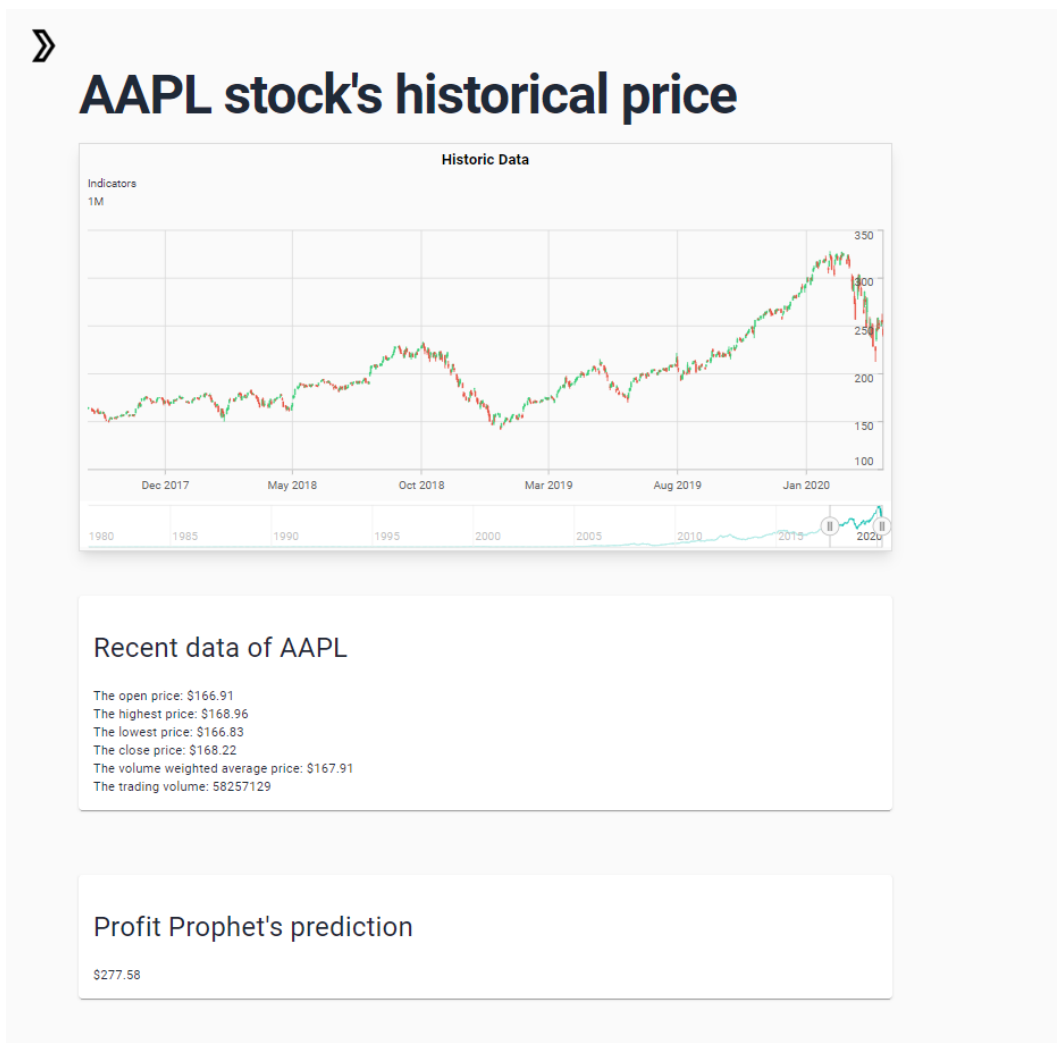 AAPL stock's historical price
Historic Data
Indicators
1M
350
300
250
200
150
100
Dec 2017 May 2018 Oct 2018 Mar 2019 Aug 2019 Jan 2020
1980 1985 1990 1995 2000 2005 2010 2015 2020
Recent data of AAPL
The open price: $166.91
The highest price: $168.96
The lowest price: $166.83
The close price: $168.22
The volume weighted average price: $167.91
The trading volume: 58257129
Profit Prophet's prediction
$277.58